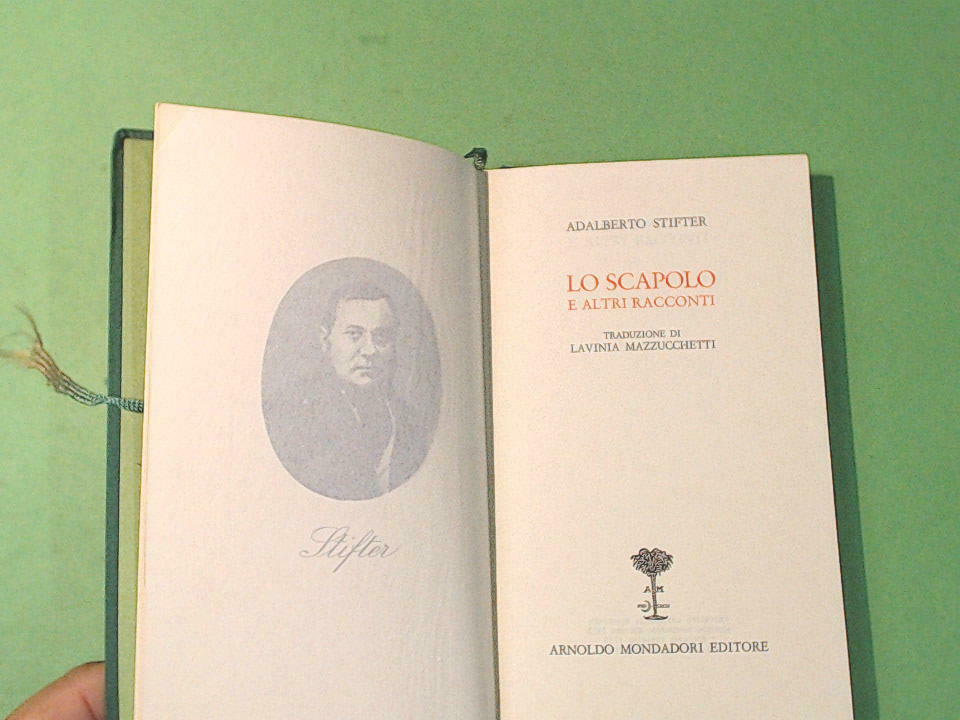 Stifter
ADALBERTO STIFTER
LO SCAPOLO
E ALTRI RACCONTI
TRADUZIONE DI
LAVINIA MAZZUCCHETTI
A M
ARNOLDO MONDADORI EDITORE